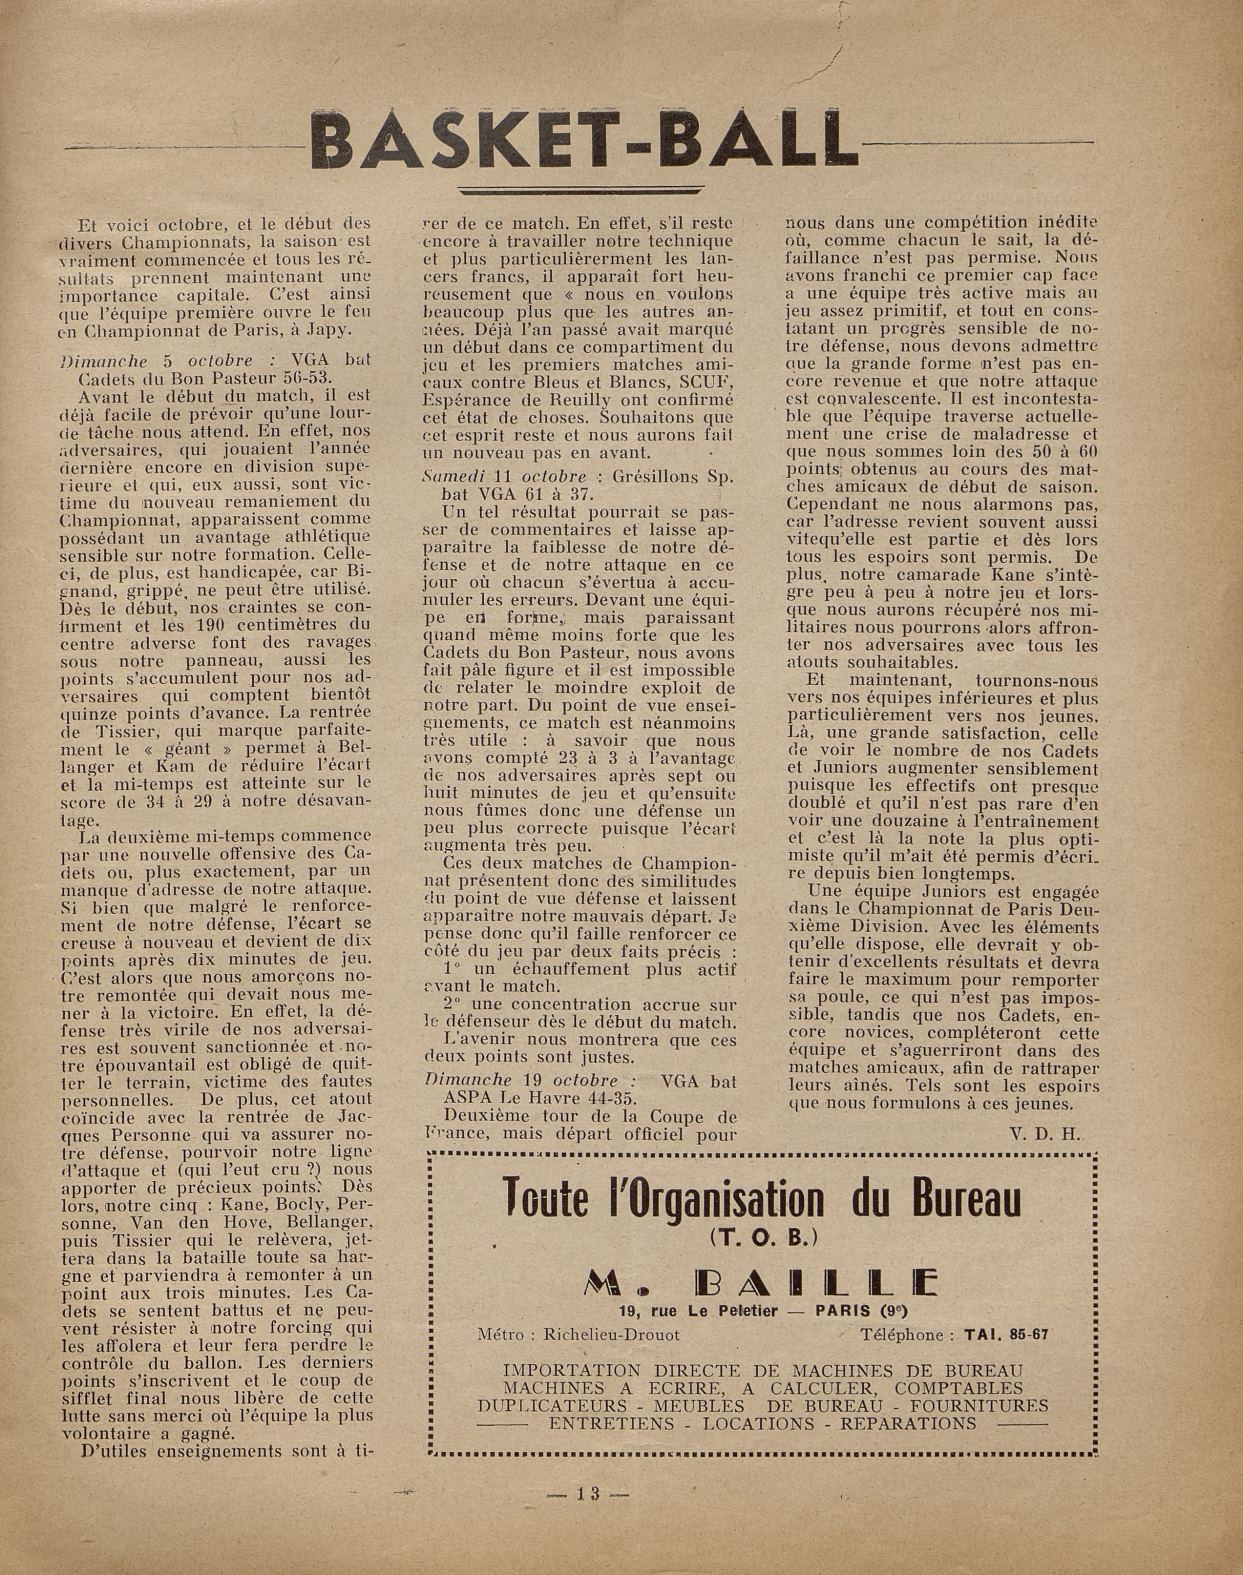 BASKET-BALL
Et voici octobre, et le début des
divers Championnats, la saison est
vraiment commencée et tous les ré-
sultats prennent maintenant une
importance capitale. C'est ainsi
que l'équipe première ouvre le feu
en Championnat de Paris, à Japy.
Dimanche 5 octobre : VGA bat
Cadets du Bon Pasteur 56-53.
Avant le début du match, il est
déjà facile de prévoir qu'une lour-
de tâche nous attend. En effet, nos
adversaires, qui jouaient l'année
dernière encore en division supé-
rieure et qui, eux aussi, sont vic-
time du nouveau remaniement du
Championnat, apparaissent comme
possédant un avantage athlétique
sensible sur notre formation. Celle-
ci, de plus, est handicapée, car Bi-
gnand, grippé, ne peut être utilisé.
Dès le début, nos craintes se con-
firment et les 190 centimètres du
centre adverse font des ravages
sous notre panneau, aussi les
points s'accumulent pour nos ad-
versaires qui comptent bientôt
quinze points d'avance. La rentrée
de Tissier, qui marque parfaite-
ment le « géant » permet à Bel-
langer et Kam de réduire l'écart
et la mi-temps est atteinte sur le
score de 34 à 29 à notre désavan-
tage.
La deuxième mi-temps commence
par une nouvelle offensive des Ca-
dets ou, plus exactement, par un
manque d'adresse de notre attaque.
Si bien que malgré le renforce-
ment de notre défense, l'écart se
creuse à nouveau et devient de dix
points après dix minutes de jeu.
C'est alors que nous amorçons no-
tre remontée qui devait nous me-
ner à la victoire. En effet, la dé-
fense très virile de nos adversai-
res est souvent sanctionnée et no-
tre épouvantail est obligé de quit-
ter le terrain, victime des fautes
personnelles. De plus, cet atout
coïncide avec la rentrée de Jac-
ques Personne qui va assurer no-
tre défense, pourvoir notre ligne
d'attaque et (qui l'eut cru ?) nous
apporter de précieux points. Dès
lors, notre cinq : Kane, Bocly, Per-
sonne, Van den Hove, Bellanger,
puis Tissier qui le relèvera, jet-
tera dans la bataille toute sa har-
gne et parviendra à remonter à un
point aux trois minutes. Les Ca-
dets se sentent battus et ne peu-
vent résister à notre forcing qui
les affolera et leur fera perdre le
contrôle du ballon. Les derniers
points s'inscrivent et le coup de
sifflet final nous libère de cette
lutte sans merci où l'équipe la plus
volontaire a gagné.
D'utiles enseignements sont à ti-
rer de ce match. En effet, s'il reste
encore à travailler notre technique
et plus particulièrement les lan-
cers francs, il apparaît fort heu-
reusement que « nous en voulons
beaucoup plus que les autres an-
nées. Déjà l'an passé avait marqué
un début dans ce compartiment du
jeu et les premiers matches ami-
caux contre Bleus et Blancs, SCUF,
Espérance de Reuilly ont confirmé
cet état de choses. Souhaitons que
cet esprit reste et nous aurons fait
un nouveau pas en avant.
Samedi 11 octobre : Grésillons Sp.
bat VGA 61 à 37.
Un tel résultat pourrait se pas-
ser de commentaires et laisse ap-
paraître la faiblesse de notre dé-
fense et de notre attaque en ce
jour où chacun s'évertua à accu-
muler les erreurs. Devant une équi-
pe en forme, mais paraissant
quand même moins forte que les
Cadets du Bon Pasteur, nous avons
fait pâle figure et il est impossible
de relater le moindre exploit de
notre part. Du point de vue ensei-
gnements, ce match est néanmoins
très utile : à savoir que nous
avons compté 23 à 3 à l'avantage
de nos adversaires après sept ou
huit minutes de jeu et qu'ensuite
nous fûmes donc une défense un
peu plus correcte puisque l'écart
augmenta très peu.
Ces deux matches de Champion-
nat présentent donc des similitudes
du point de vue défense et laissent
apparaître notre mauvais départ. Je
pense donc qu'il faille renforcer ce
côté du jeu par deux faits précis :
1° un échauffement plus actif
avant le match.
2° une concentration accrue sur
le défenseur dès le début du match.
L'avenir nous montrera que ces
deux points sont justes.
Dimanche 19 octobre : VGA bat
ASPA Le Havre 44-35.
Deuxième tour de la Coupe de
France, mais départ officiel pour
nous dans une compétition inédite
où, comme chacun le sait, la dé-
faillance n'est pas permise. Nous
avons franchi ce premier cap face
a une équipe très active mais au
jeu assez primitif, et tout en cons-
tatant un progrès sensible de no-
tre défense, nous devons admettre
que la grande forme n'est pas en-
core revenue et que notre attaque
est convalescente. Il est incontesta-
ble que l'équipe traverse actuelle-
ment une crise de maladresse et
que nous sommes loin des 50 à 60
points obtenus au cours des mat-
ches amicaux de début de saison.
Cependant ne nous alarmons pas,
car l'adresse revient souvent aussi
vitequ'elle est partie et dès lors
tous les espoirs sont permis. De
plus, notre camarade Kane s'intè-
gre peu à peu à notre jeu et lors-
que nous aurons récupéré nos mi-
litaires nous pourrons alors affron-
ter nos adversaires avec tous les
atouts souhaitables.
Et maintenant, tournons-nous
vers nos équipes inférieures et plus
particulièrement vers nos jeunes.
Là, une grande satisfaction, celle
de voir le nombre de nos Cadets
et Juniors augmenter sensiblement
puisque les effectifs ont presque
doublé et qu'il n'est pas rare d'en
voir une douzaine à l'entraînement
et c'est là la note la plus opti-
miste qu'il m'ait été permis d'écri-
re depuis bien longtemps.
Une équipe Juniors est engagée
dans le Championnat de Paris Deu-
xième Division. Avec les éléments
qu'elle dispose, elle devrait y ob-
tenir d'excellents résultats et devra
faire le maximum pour remporter
sa poule, ce qui n'est pas impos-
sible, tandis que nos Cadets, en-
core novices, compléteront cette
équipe et s'aguerriront dans des
matches amicaux, afin de rattraper
leurs aînés. Tels sont les espoirs
que nous formulons à ces jeunes.
V. D. H.
Toute l'Organisation du Bureau
(T. O. B.)
M. BAILLE
19, rue Le Peletier — PARIS (9e)
Métro : Richelieu-Drouot Téléphone : TAI. 85-67
IMPORTATION DIRECTE DE MACHINES DE BUREAU
MACHINES A ECRIRE, A CALCULER, COMPTABLES
DUPLICATEURS - MEUBLES DE BUREAU - FOURNITURES
ENTRETIENS - LOCATIONS - REPARATIONS
— 13 —